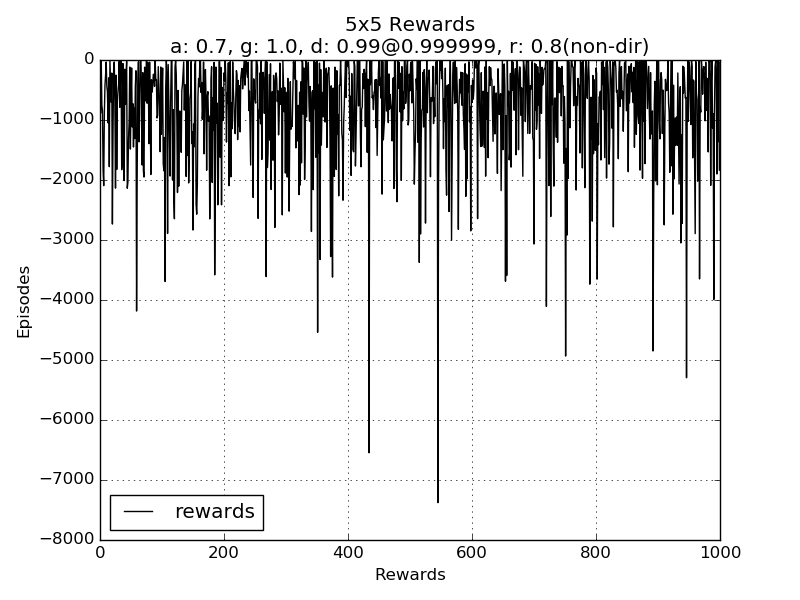 5x5 Rewards
a: 0.7, g: 1.0, d: 0.99@0.999999, r: 0.8(non-dir)
0
−1000
−2000
−3000
−4000
−5000
−6000
−7000
−8000
Episodes
rewards
0 200 400 600 800 1000
Rewards